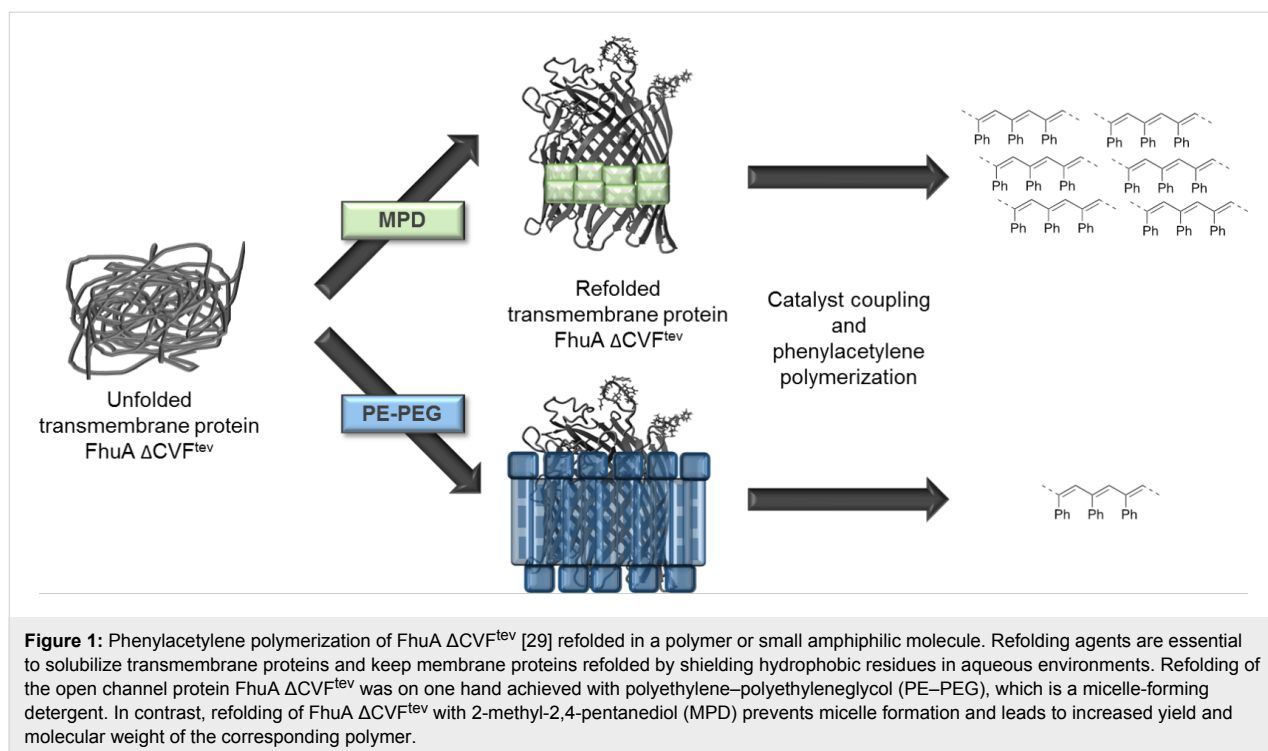 MPD
PE-PEG
Unfolded
transmembrane protein
FhuA ΔCVFtev
Refolded
transmembrane protein
FhuA ΔCVFtev
Catalyst coupling
and
phenylacetylene
polymerization
Ph Ph Ph Ph Ph Ph
Ph Ph Ph Ph Ph Ph
Ph Ph Ph Ph Ph Ph
Ph Ph Ph
Figure 1: Phenylacetylene polymerization of FhuA ΔCVFtev [29] refolded in a polymer or small amphiphilic molecule. Refolding agents are essential
to solubilize transmembrane proteins and keep membrane proteins refolded by shielding hydrophobic residues in aqueous environments. Refolding of
the open channel protein FhuA ΔCVFtev was on one hand achieved with polyethylene–polyethyleneglycol (PE–PEG), which is a micelle-forming
detergent. In contrast, refolding of FhuA ΔCVFtev with 2-methyl-2,4-pentanediol (MPD) prevents micelle formation and leads to increased yield and
molecular weight of the corresponding polymer.